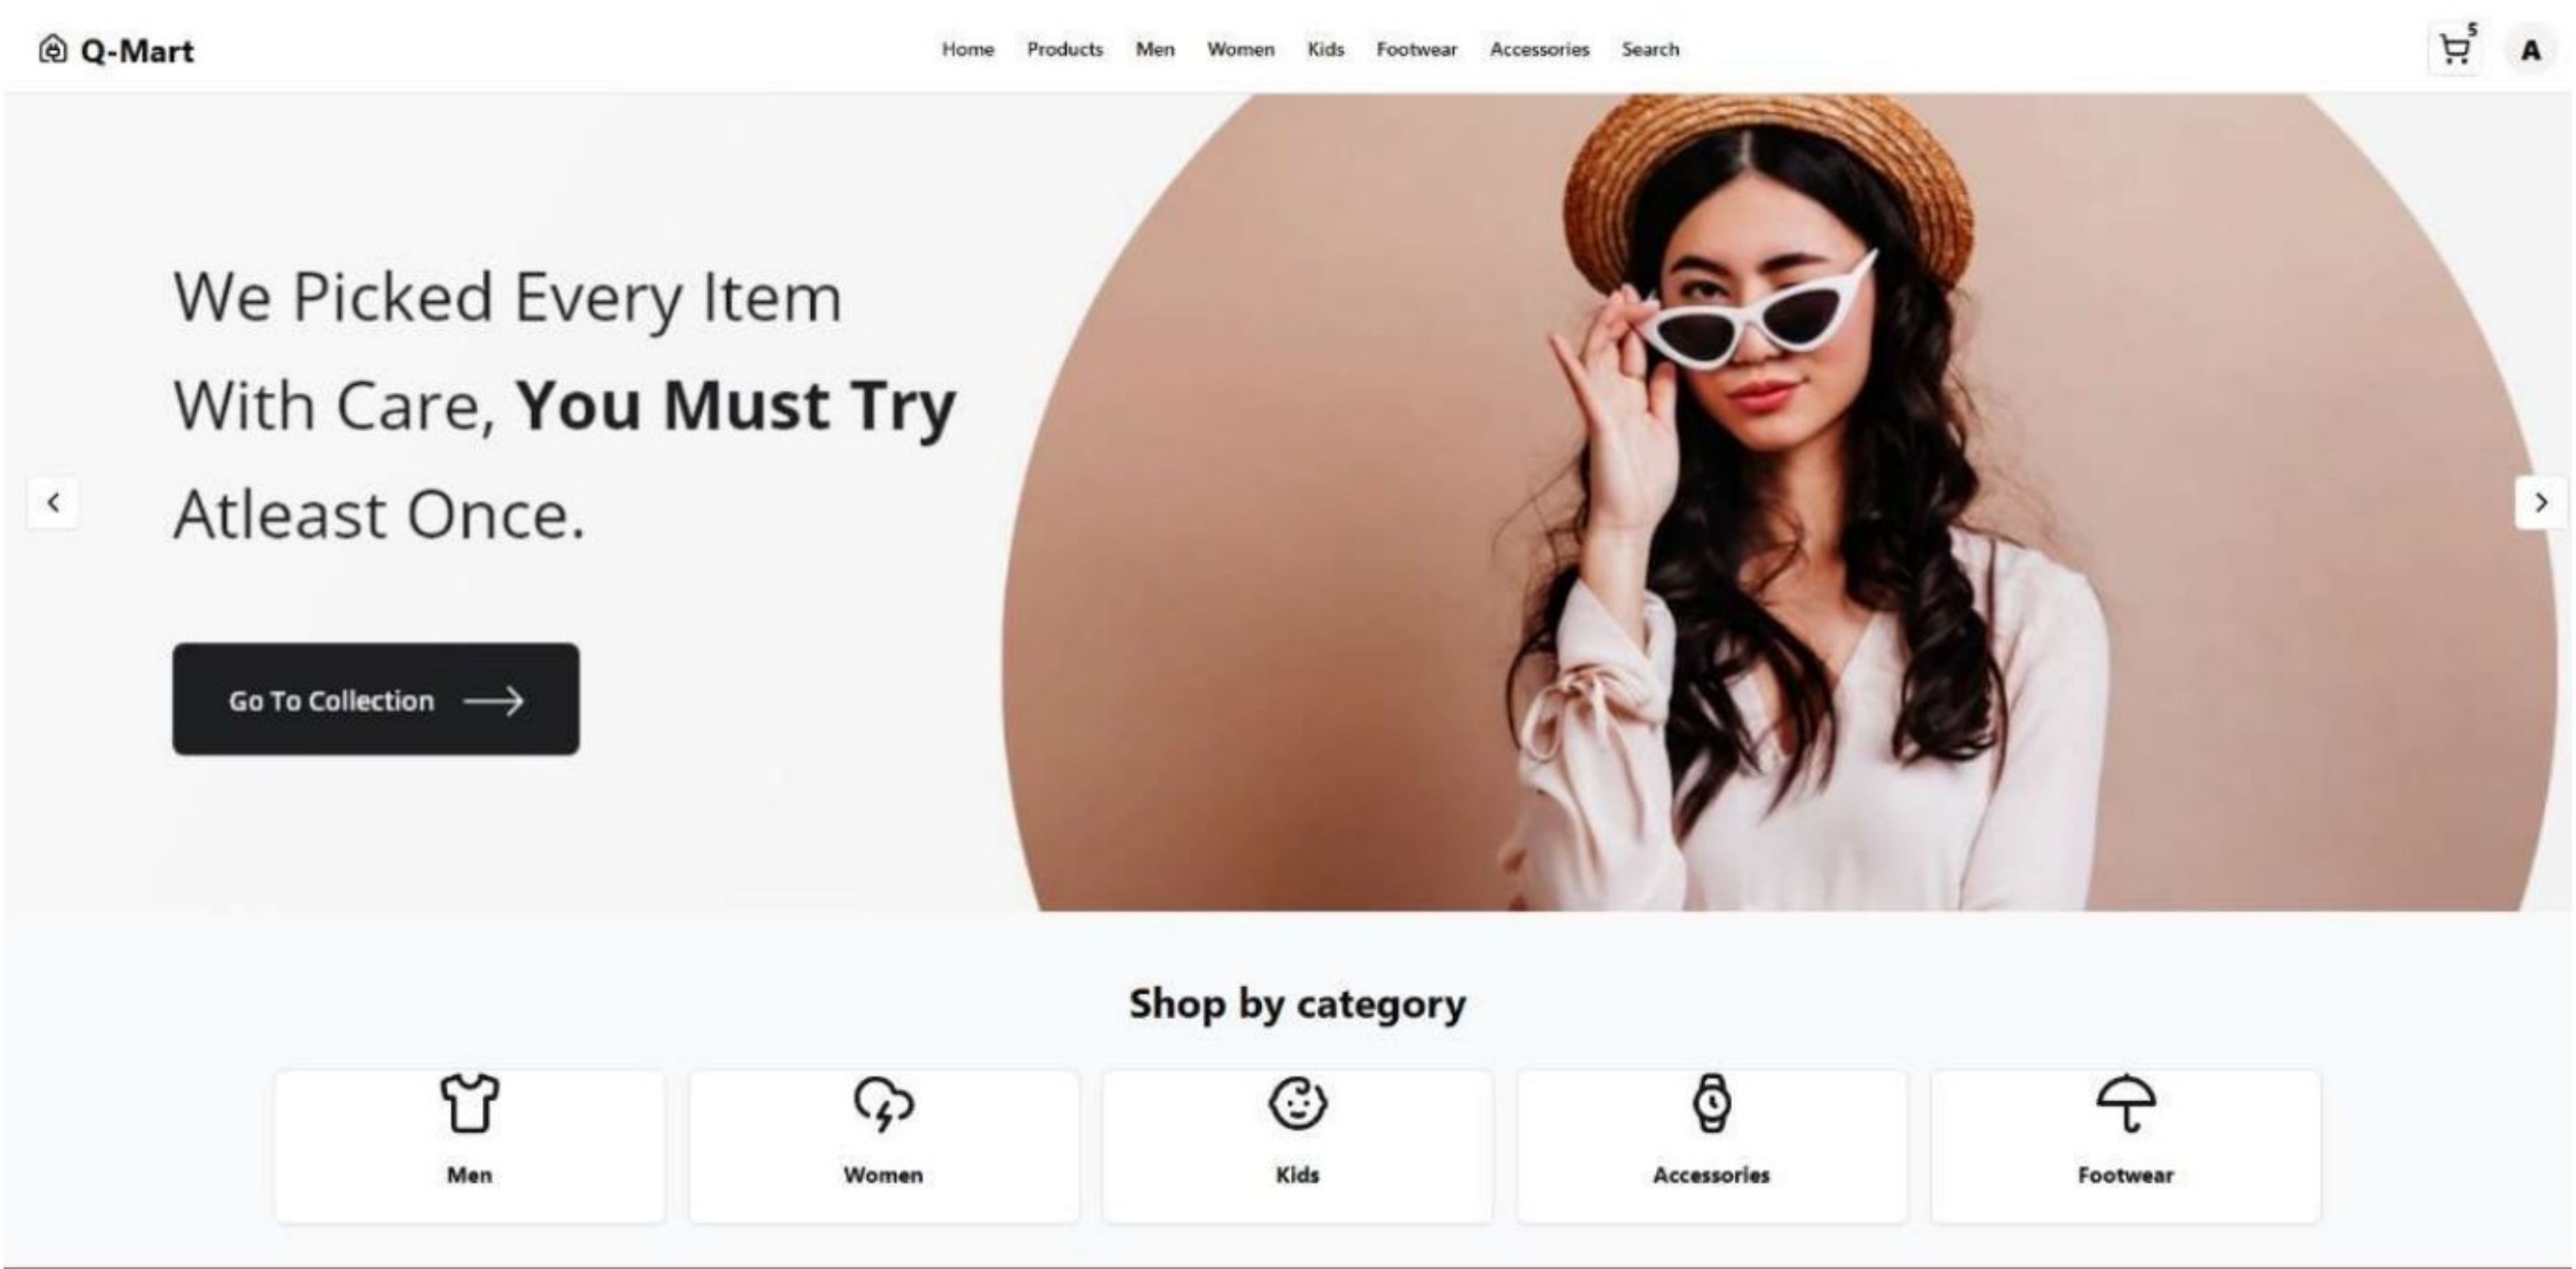 Q-Mart
Home Products Men Women Kids Footwear Accessories Search
5
A
We Picked Every Item
With Care, You Must Try
Atleast Once.
Go To Collection
Shop by category
Men
Women
Kids
Accessories
Footwear